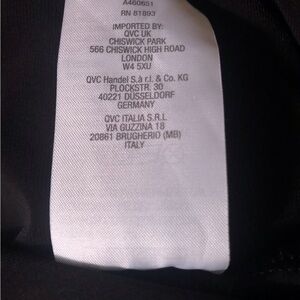 A460651
RN 81893
IMPORTED BY:
QVC UK
CHISWICK PARK
566 CHISWICK HIGH ROAD
LONDON
W4 5XU
QVC Handel S.à r.l. & Co. KG
PLOCKSTR. 30
40221 DÜSSELDORF
GERMANY
QVC ITALIA S.R.L
VIA GUZZINA 18
20861 BRUGHERIO (MB)
ITALY